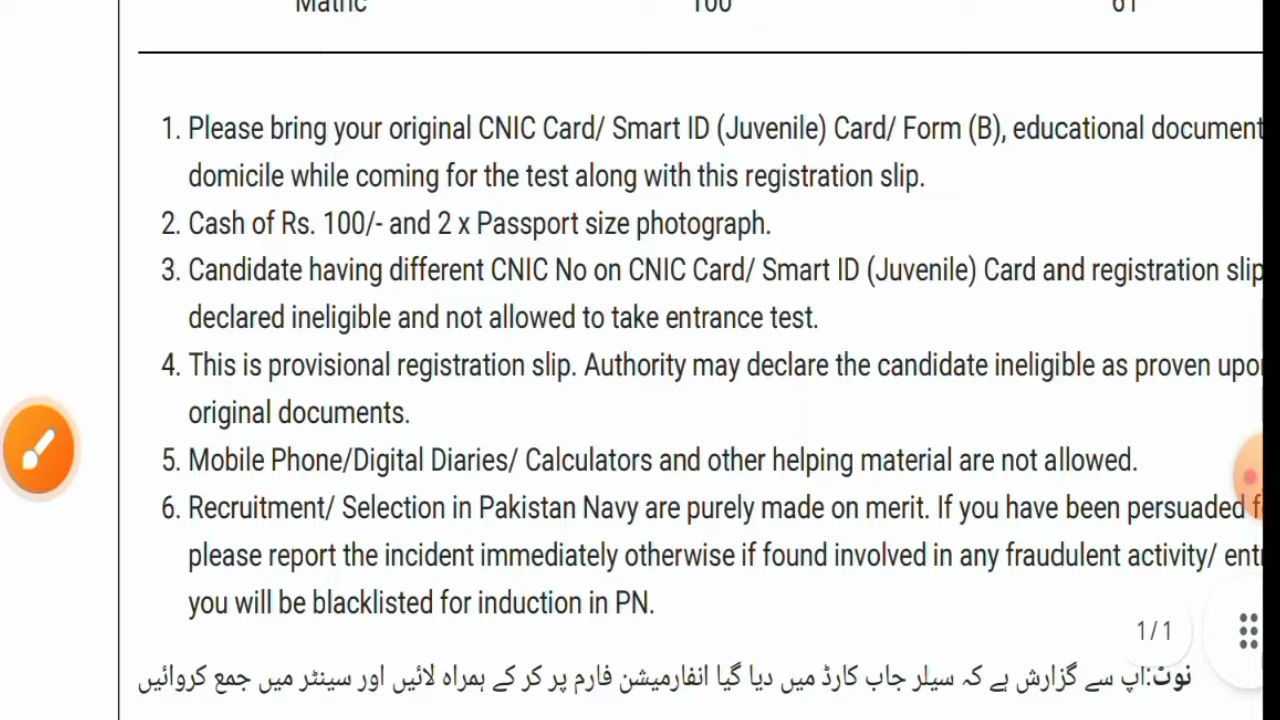 Matric 100 61
1. Please bring your original CNIC Card/ Smart ID (Juvenile) Card/ Form (B), educational document
domicile while coming for the test along with this registration slip.
2. Cash of Rs. 100/- and 2 x Passport size photograph.
3. Candidate having different CNIC No on CNIC Card/ Smart ID (Juvenile) Card and registration slip
declared ineligible and not allowed to take entrance test.
4. This is provisional registration slip. Authority may declare the candidate ineligible as proven upo
original documents.
5. Mobile Phone/Digital Diaries/ Calculators and other helping material are not allowed.
6. Recruitment/ Selection in Pakistan Navy are purely made on merit. If you have been persuaded f
please report the incident immediately otherwise if found involved in any fraudulent activity/ ent
you will be blacklisted for induction in PN.
1/1
نوٹ:اپ سے گزارش ہے کہ سیلر جاب کارڈ میں دیا گیا انفارمیشن فارم پر کر کے ہمراہ لائیں اور سینٹر میں جمع کروائیں